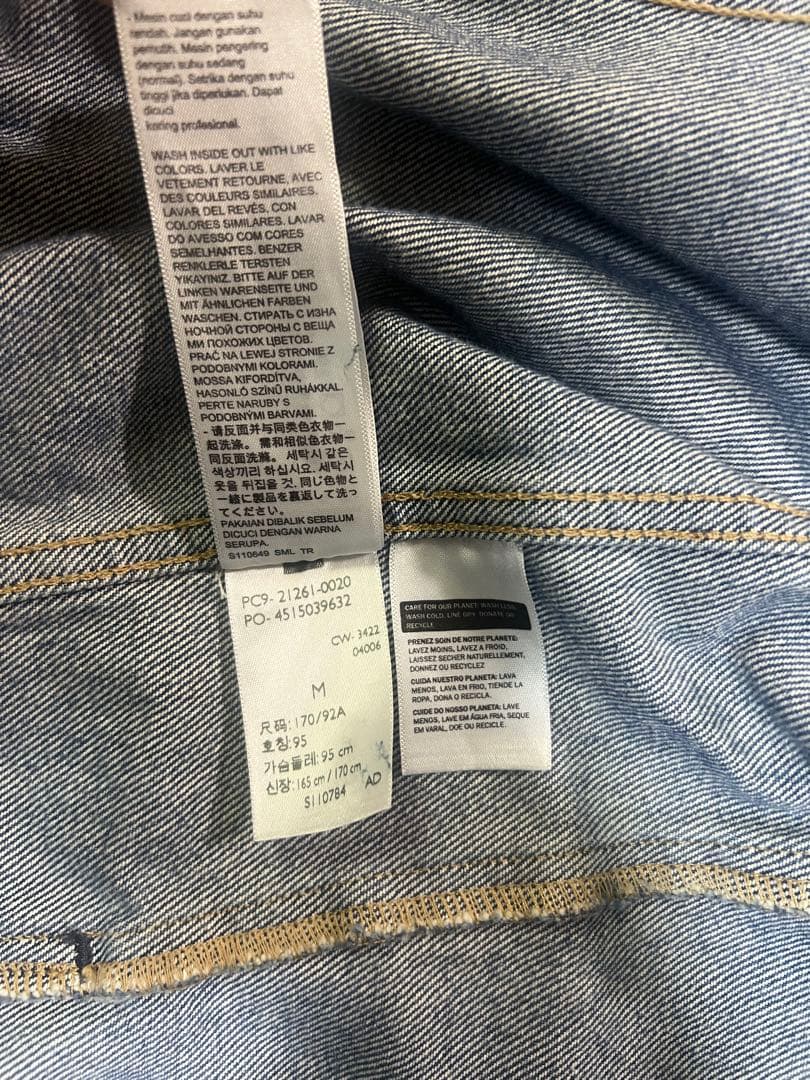 - Mesin cuci dengan suhu
rendah. Jangan gunakan
pemutih. Mesin pengering
dengan suhu sedang
(normal). Setrika dengan suhu
tinggi jika diperlukan. Dapat
dicuci
kering profesional.
WASH INSIDE OUT WITH LIKE
COLORS. LAVER LE
VETEMENT RETOURNE, AVEC
DES COULEURS SIMILAIRES.
LAVAR DEL REVÉS, CON
COLORES SIMILARES. LAVAR
DO AVESSO COM CORES
SEMELHANTES. BENZER
RENKLERLE TERSTEN
YIKAYINIZ. BITTE AUF DER
LINKEN WARENSEITE UND
MIT ÄHNLICHEN FARBEN
WASCHEN. СТИРАТЬ С ИЗНА
НОЧНОЙ СТОРОНЫ С ВЕЩА
МИ ПОХОЖИХ ЦВЕТОВ.
PRAĆ NA LEWEJ STRONIE Z
PODOBNYMI KOLORAMI.
MOSSA KIFORDÍTVA,
HASONLÓ SZÍNŰ RUHÁKKAL.
PERTE NARUBY S
PODOBNÝMI BARVAMI.
- 请反面并与同类色衣物一
起洗涤。需和相似色衣物一
同反面洗滌。세탁시 같은
색상끼리 하십시요. 세탁시
옷을 뒤집을 것. 同じ色物と
一緒に製品を裏返して洗っ
てください。
PAKAIAN DIBALIK SEBELUM
DICUCI DENGAN WARNA
SERUPA.
S110649 SML TR
PC9- 21261-0020
PO- 4515039632
CW- 3422
04006
M
尺码: 170/92A
호칭: 95
가슴둘레: 95 cm
신장: 165 cm / 170 cm
S110784 AD
CARE FOR OUR PLANET: WASH LESS,
WASH COLD, LINE DRY, DONATE OR
RECYCLE
PRENEZ SOIN DE NOTRE PLANETE:
LAVEZ MOINS, LAVEZ A FROID,
LAISSEZ SECHER NATURELLEMENT,
DONNEZ OU RECYCLEZ
CUIDA NUESTRO PLANETA: LAVA
MENOS, LAVA EN FRIO, TIENDE LA
ROPA, DONA O RECICLA.
CUIDE DO NOSSO PLANETA: LAVE
MENOS, LAVE EM ÁGUA FRIA, SEQUE
EM VARAL, DOE OU RECICLE.